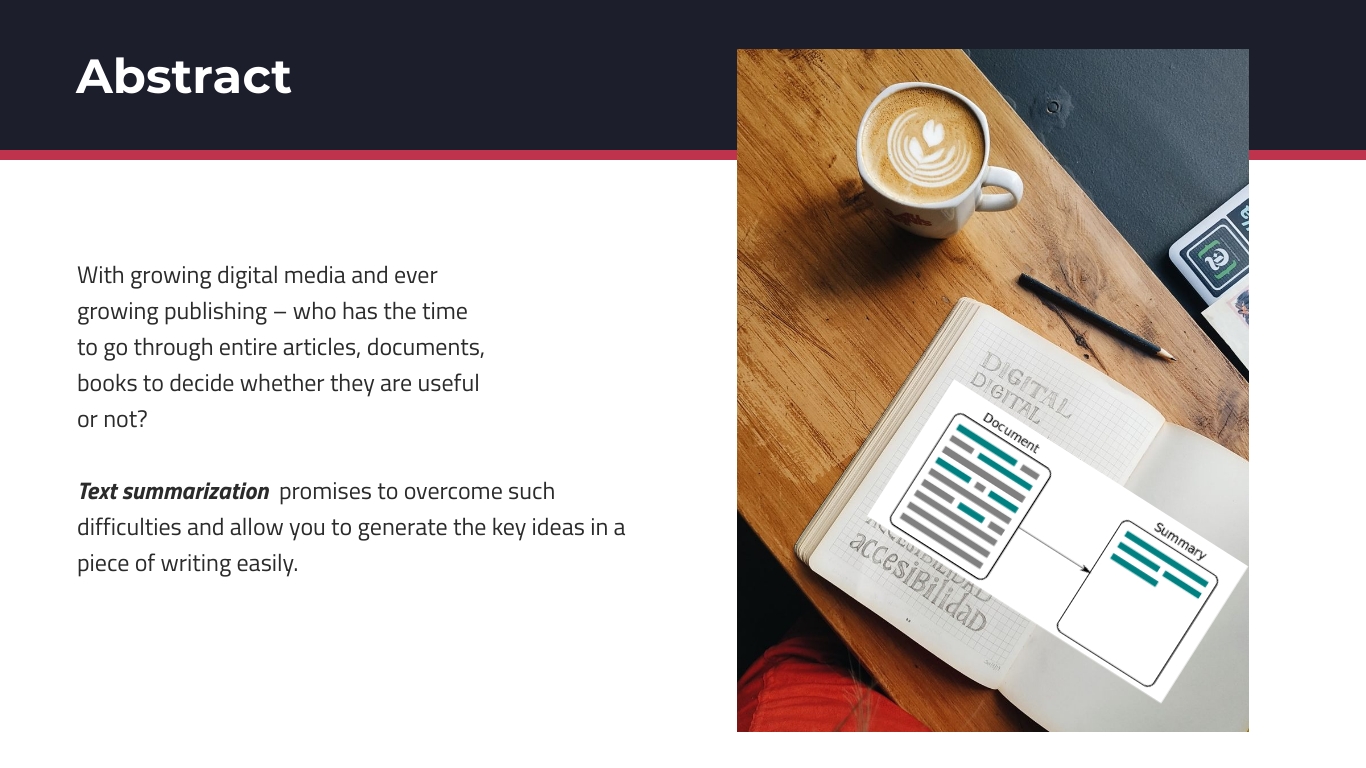 Abstract
With growing digital media and ever
growing publishing – who has the time
to go through entire articles, documents,
books to decide whether they are useful
or not?
Text summarization promises to overcome such
difficulties and allow you to generate the key ideas in a
piece of writing easily.
DIGITAL
DIGITAL
Document
Summary
accesiBiliDaD